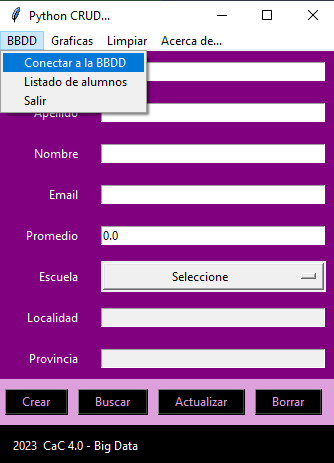 Python CRUD...
BBDD Graficas Limpiar Acerca de...
Conectar a la BBDD
Listado de alumnos
Salir
Apellido
Nombre
Email
Promedio 0.0
Escuela Seleccione
Localidad
Provincia
Crear Buscar Actualizar Borrar
2023 CaC 4.0 - Big Data